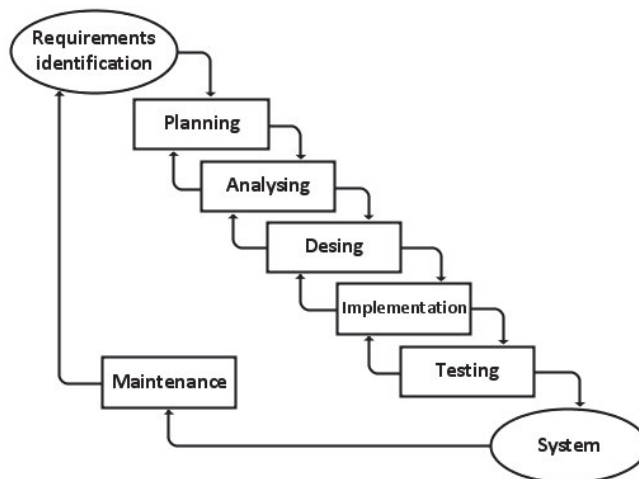 Requirements
identification
Planning
Analysing
Desing
Implementation
Testing
Maintenance
System